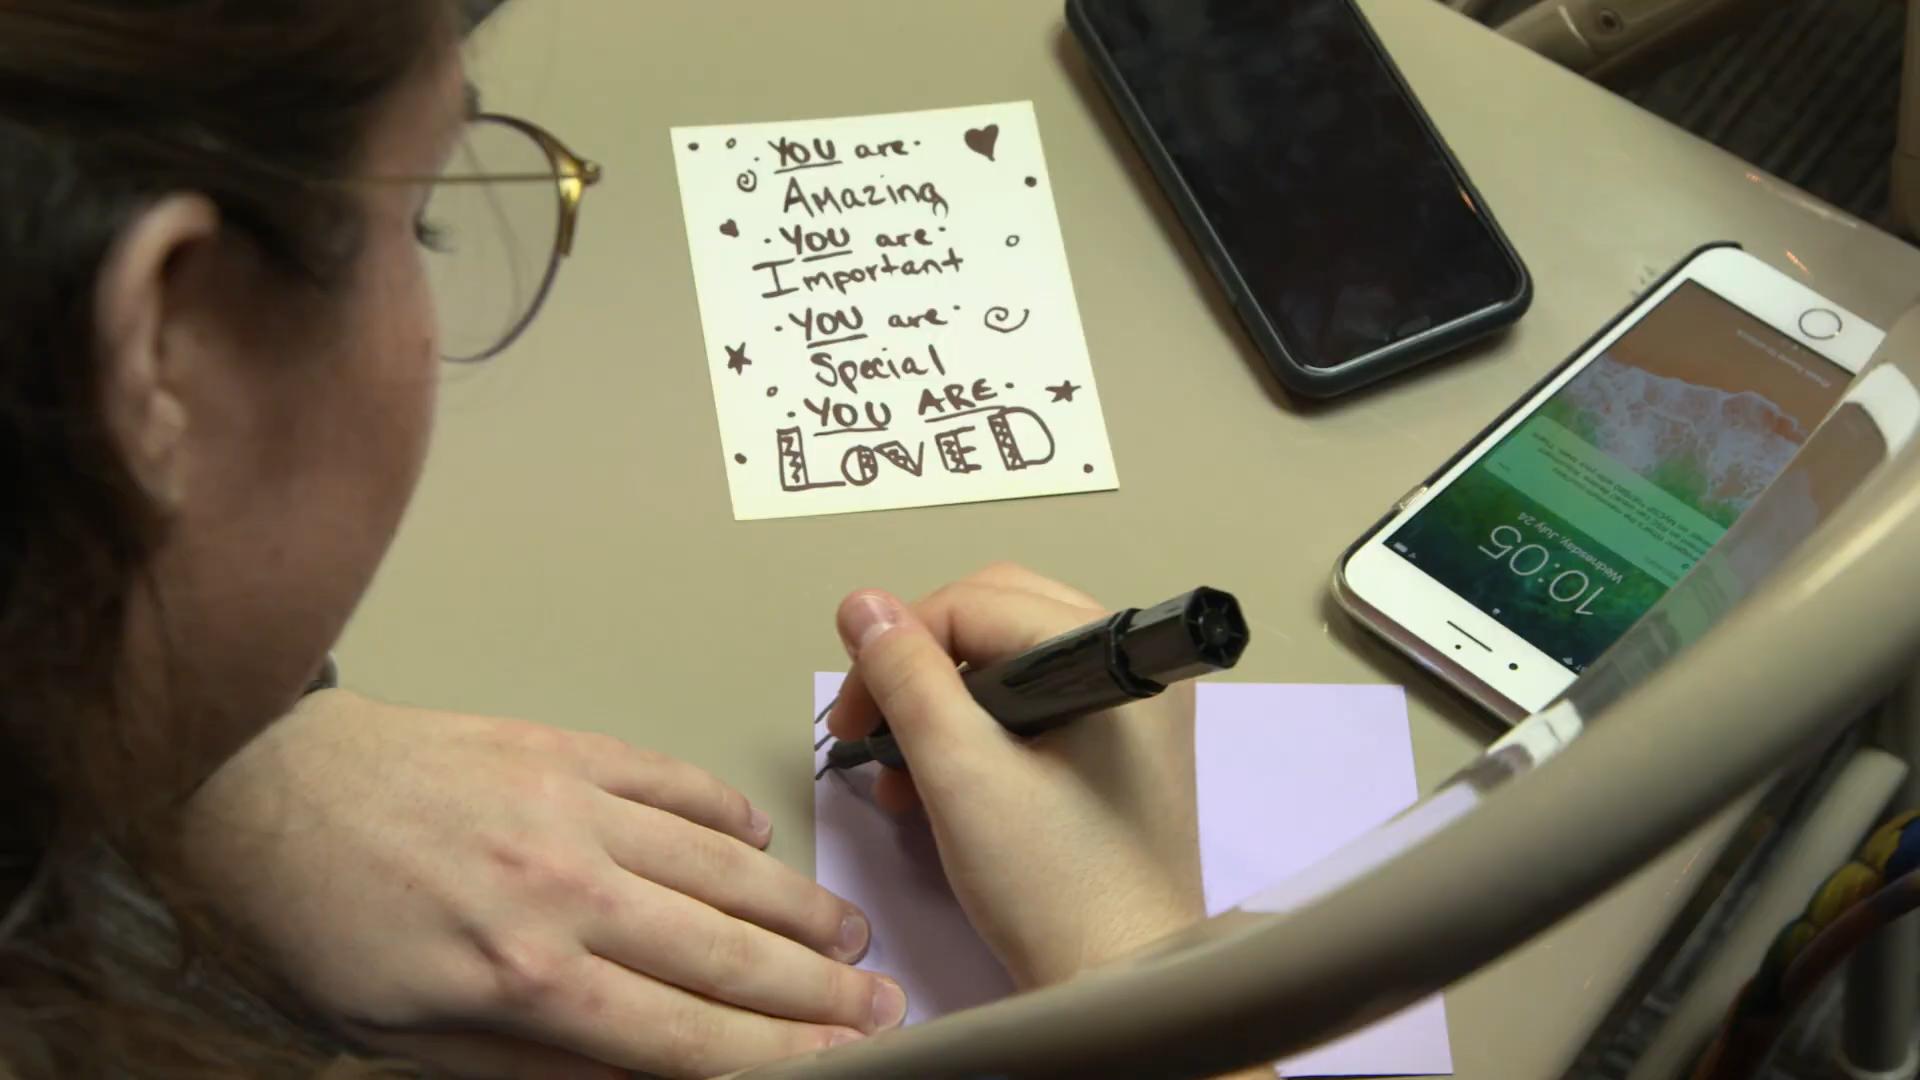 ·YOU are·
Amazing
·YOU are·
Important
·YOU are·
Special
·YOU ARE·
LOVED
10:05
Wednesday, July 24